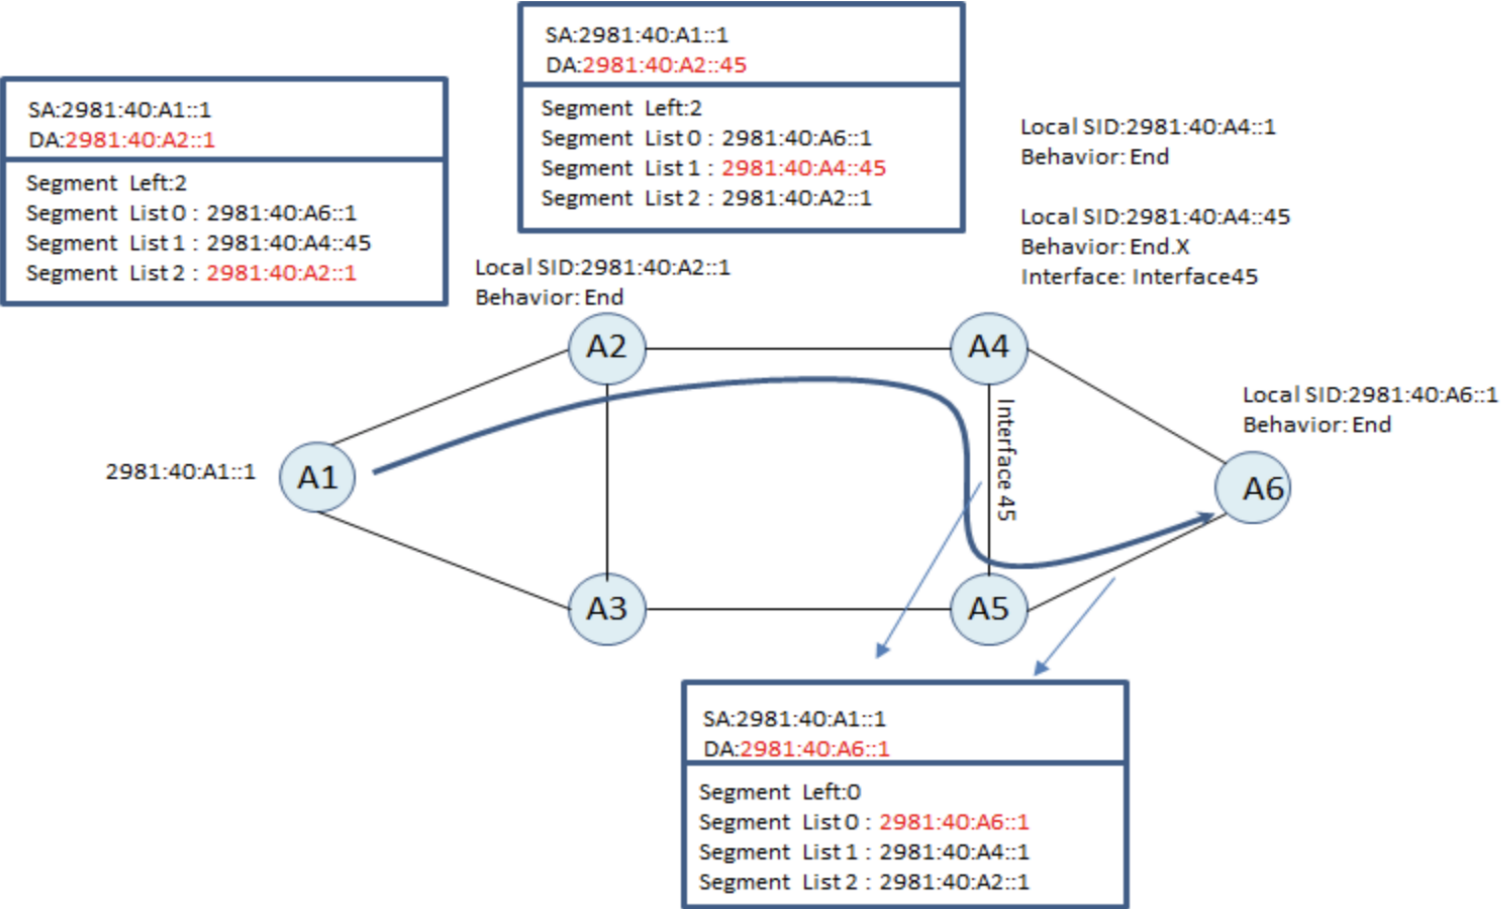 SA:2981:40:A1::1
DA:2981:40:A2::1
Segment Left:2
Segment List 0 : 2981:40:A6::1
Segment List 1 : 2981:40:A4::45
Segment List 2 : 2981:40:A2::1
SA:2981:40:A1::1
DA:2981:40:A2::45
Segment Left:2
Segment List 0 : 2981:40:A6::1
Segment List 1 : 2981:40:A4::45
Segment List 2 : 2981:40:A2::1
Local SID:2981:40:A4::1
Behavior: End
Local SID:2981:40:A4::45
Behavior: End.X
Interface: Interface45
Local SID:2981:40:A2::1
Behavior: End
A2
A4
Interface 45
Local SID:2981:40:A6::1
Behavior: End
2981:40:A1::1
A1
A6
A3
A5
SA:2981:40:A1::1
DA:2981:40:A6::1
Segment Left:0
Segment List 0 : 2981:40:A6::1
Segment List 1 : 2981:40:A4::1
Segment List 2 : 2981:40:A2::1